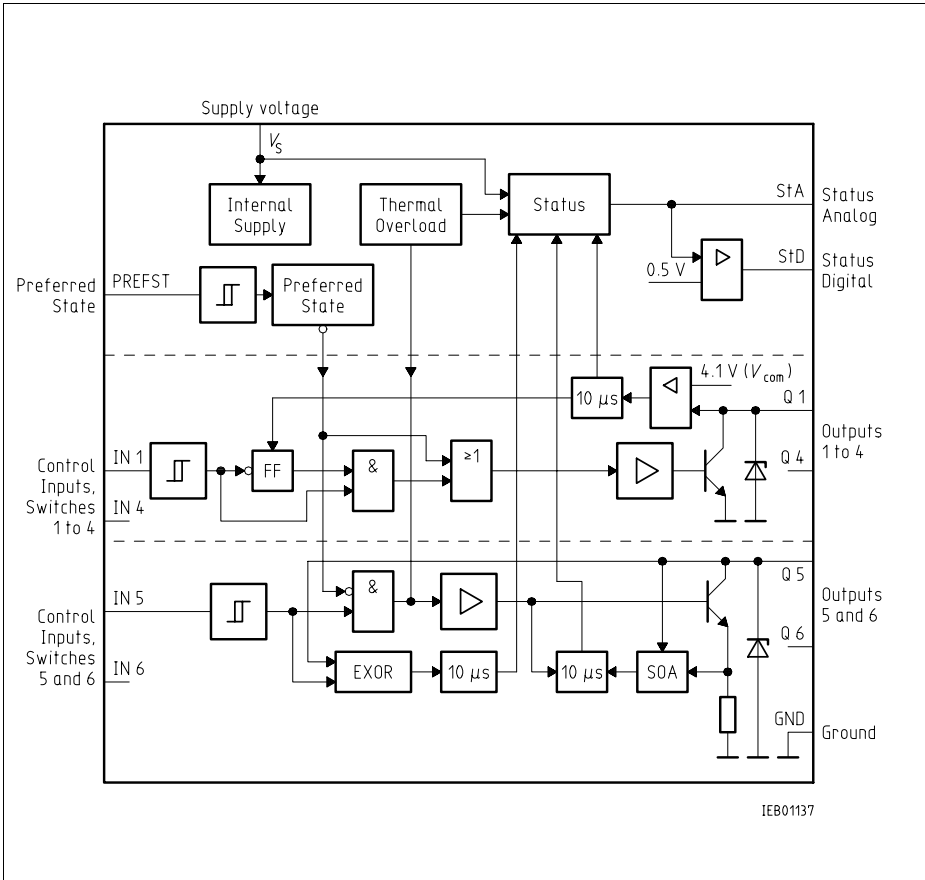 Supply voltage
VS
Internal
Supply
Thermal
Overload
Status
StA
Status
Analog
0.5 V
StD
Status
Digital
Preferred
State
PREFST
Preferred
State
4.1 V (Vcom)
10 µs
Q 1
Outputs
1 to 4
Q 4
Control
Inputs,
Switches
1 to 4
IN 1
IN 4
FF
&
≥1
Q 5
Outputs
5 and 6
Q 6
Control
Inputs,
Switches
5 and 6
IN 5
IN 6
&
EXOR
10 µs
10 µs
SOA
GND
Ground
IEB01137